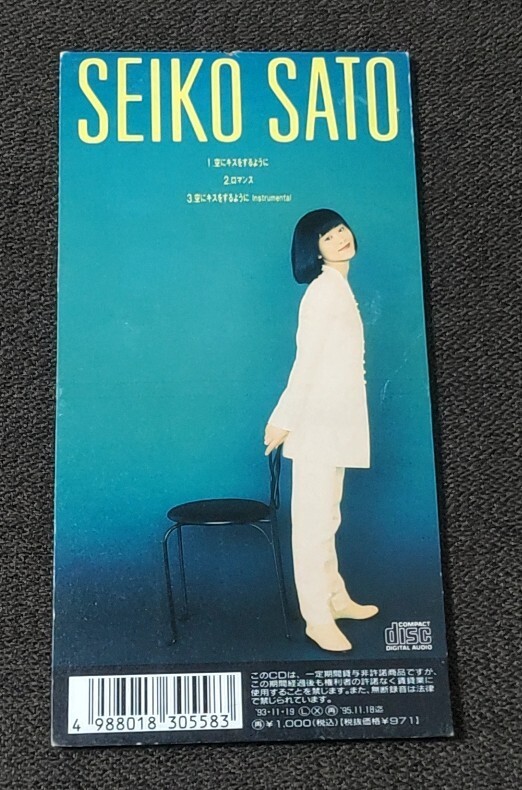 SEIKO SATO
1.空にキスをするように
2.ロマンス
3.空にキスをするように Instrumental
COMPACT
disc
DIGITAL AUDIO
このCDは、一定期間貸与非許諾商品ですが、
この期間経過後も権利者の許諾なく賃貸業に
使用することを禁じます。また、無断録音は法律
で禁じられています。
'93・11・19 Ⓛ Ⓧ ㊢ '95.11.18迄
㊢¥1,000(税込)【税抜価格¥971】
4 988018 305583